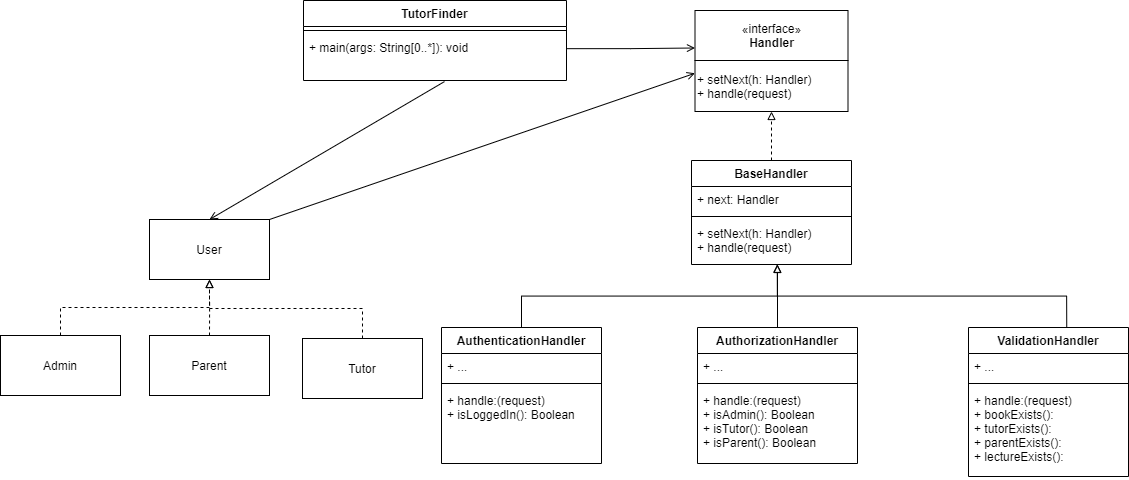 TutorFinder
+ main(args: String[0..*]): void
«interface»
Handler
+ setNext(h: Handler)
+ handle(request)
BaseHandler
+ next: Handler
+ setNext(h: Handler)
+ handle(request)
User
Admin
Parent
Tutor
AuthenticationHandler
+ ...
+ handle:(request)
+ isLoggedIn(): Boolean
AuthorizationHandler
+ ...
+ handle:(request)
+ isAdmin(): Boolean
+ isTutor(): Boolean
+ isParent(): Boolean
ValidationHandler
+ ...
+ handle:(request)
+ bookExists():
+ tutorExists():
+ parentExists():
+ lectureExists():